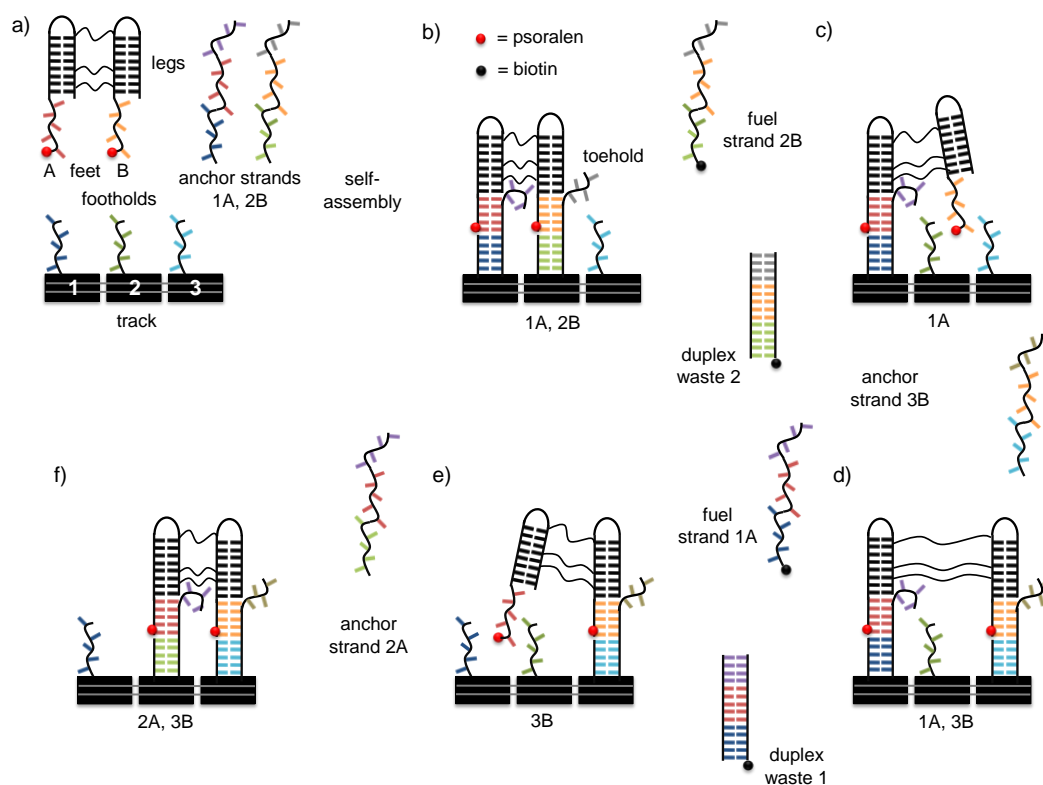 a)
legs
A feet B
footholds
anchor strands
1A, 2B
self-
assembly
1 2 3
track
b)
= psoralen
= biotin
fuel
strand 2B
toehold
1A, 2B
duplex
waste 2
c)
1A
anchor
strand 3B
d)
1A, 3B
fuel
strand 1A
duplex
waste 1
e)
3B
anchor
strand 2A
f)
2A, 3B